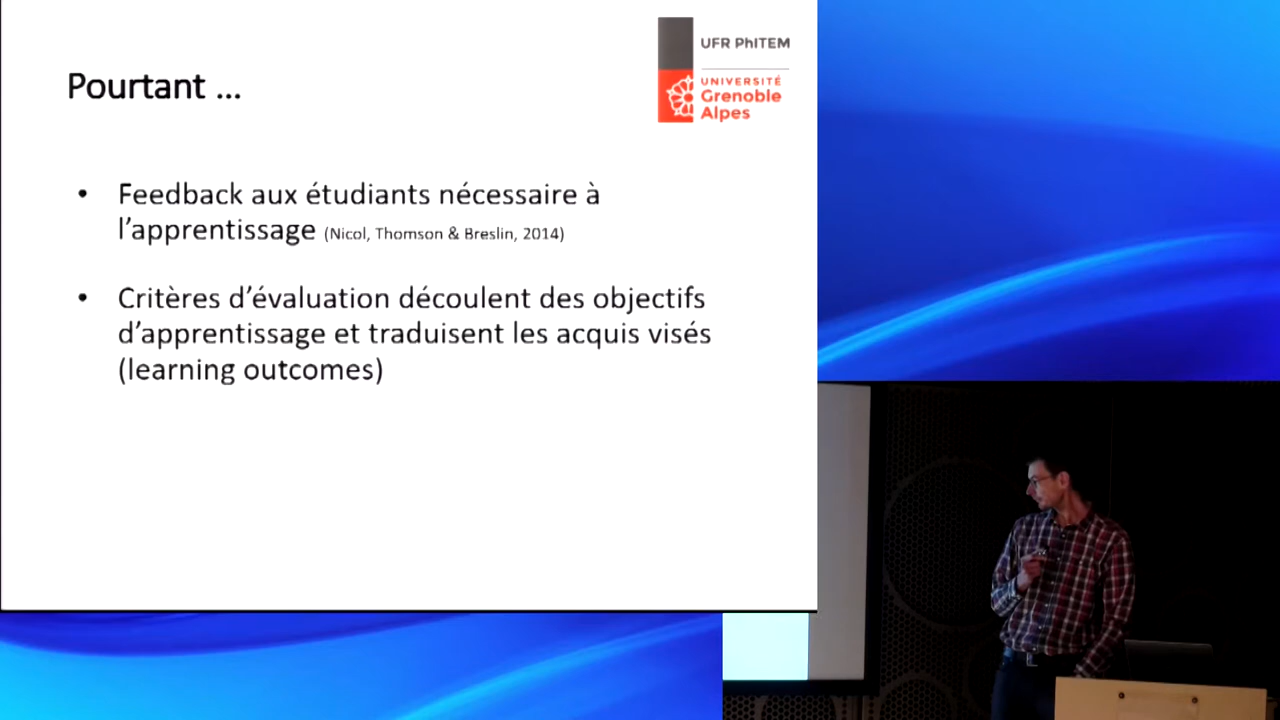 UFR PhITEM
UNIVERSITÉ
Grenoble
Alpes
Pourtant ...
• Feedback aux étudiants nécessaire à
l'apprentissage (Nicol, Thomson & Breslin, 2014)
• Critères d'évaluation découlent des objectifs
d'apprentissage et traduisent les acquis visés
(learning outcomes)